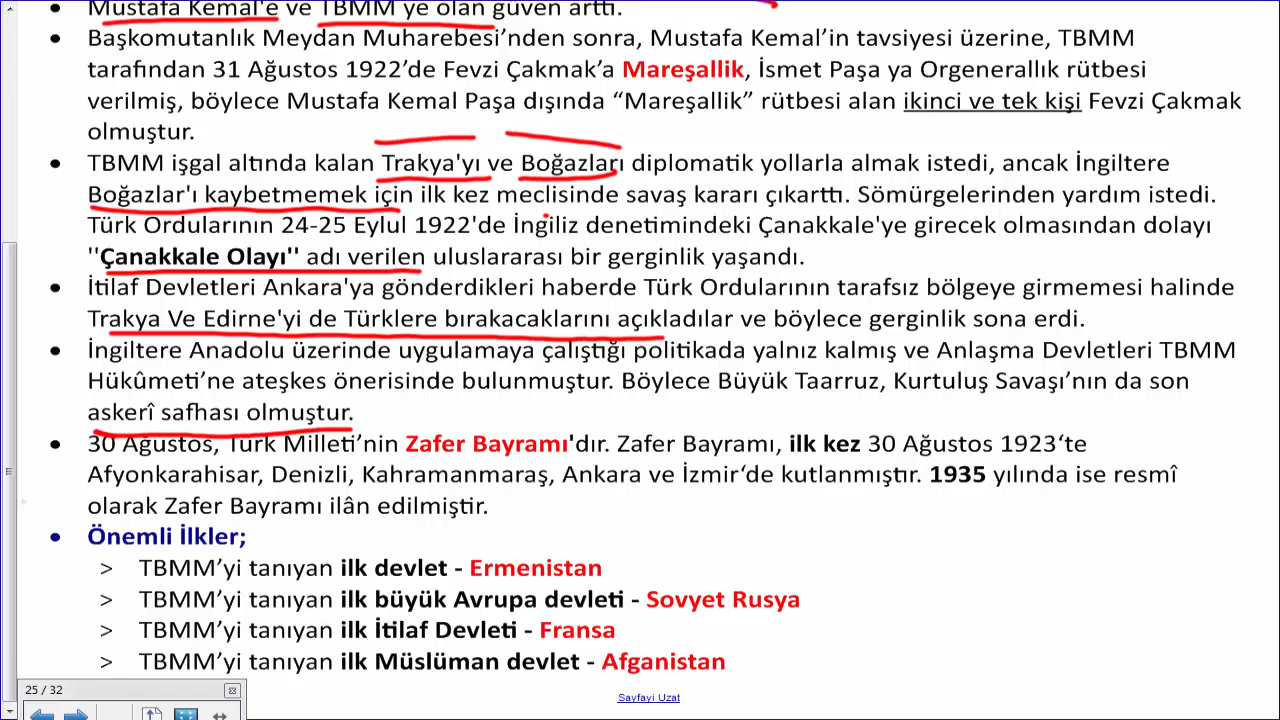 Mustafa Kemal'e ve TBMM ye olan güven arttı.
• Başkomutanlık Meydan Muharebesi’nden sonra, Mustafa Kemal’in tavsiyesi üzerine, TBMM
tarafından 31 Ağustos 1922’de Fevzi Çakmak’a Mareşallik, İsmet Paşa ya Orgenerallık rütbesi
verilmiş, böylece Mustafa Kemal Paşa dışında “Mareşallik” rütbesi alan ikinci ve tek kişi Fevzi Çakmak
olmuştur.
• TBMM işgal altında kalan Trakya'yı ve Boğazları diplomatik yollarla almak istedi, ancak İngiltere
Boğazlar'ı kaybetmemek için ilk kez meclisinde savaş kararı çıkarttı. Sömürgelerinden yardım istedi.
Türk Ordularının 24-25 Eylul 1922'de İngiliz denetimindeki Çanakkale'ye girecek olmasından dolayı
''Çanakkale Olayı'' adı verilen uluslararası bir gerginlik yaşandı.
• İtilaf Devletleri Ankara'ya gönderdikleri haberde Türk Ordularının tarafsız bölgeye girmemesi halinde
Trakya Ve Edirne'yi de Türklere bırakacaklarını açıkladılar ve böylece gerginlik sona erdi.
• İngiltere Anadolu üzerinde uygulamaya çalıştığı politikada yalnız kalmış ve Anlaşma Devletleri TBMM
Hükûmeti’ne ateşkes önerisinde bulunmuştur. Böylece Büyük Taarruz, Kurtuluş Savaşı’nın da son
askerî safhası olmuştur.
• 30 Ağustos, Türk Milleti’nin Zafer Bayramı'dır. Zafer Bayramı, ilk kez 30 Ağustos 1923‘te
Afyonkarahisar, Denizli, Kahramanmaraş, Ankara ve İzmir‘de kutlanmıştır. 1935 yılında ise resmî
olarak Zafer Bayramı ilân edilmiştir.
• Önemli İlkler;
> TBMM’yi tanıyan ilk devlet - Ermenistan
> TBMM’yi tanıyan ilk büyük Avrupa devleti - Sovyet Rusya
> TBMM’yi tanıyan ilk İtilaf Devleti - Fransa
> TBMM’yi tanıyan ilk Müslüman devlet - Afganistan
25 / 32
Sayfayi Uzat